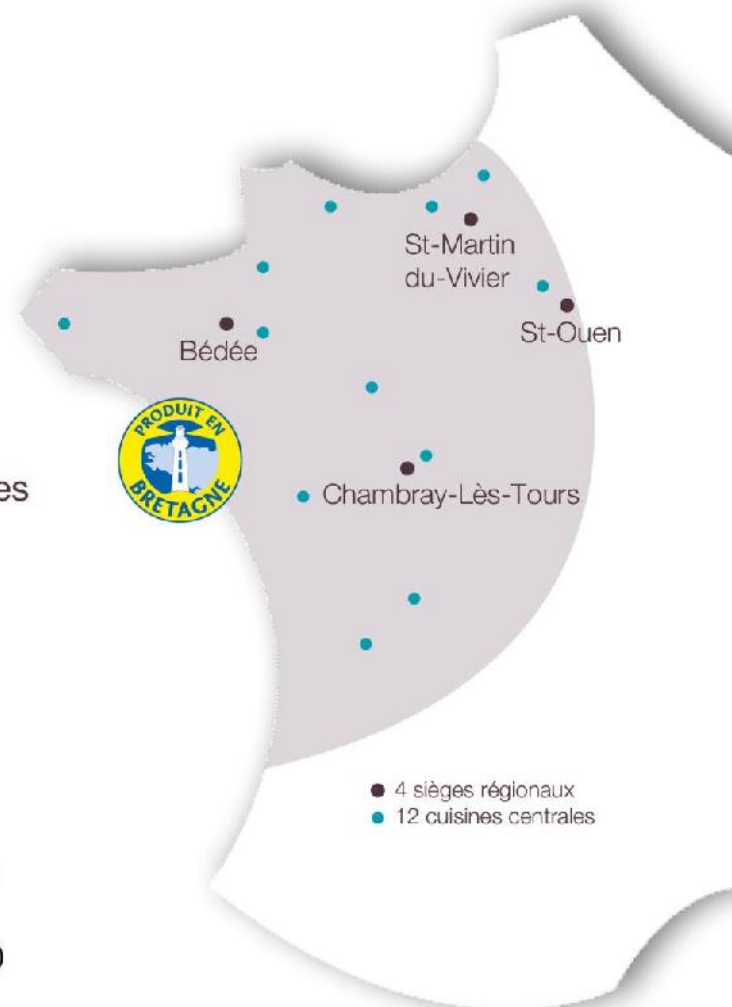 St-Martin
du-Vivier
St-Ouen
Bédée
PRODUIT EN
BRETAGNE
es
Chambray-Lès-Tours
4 sièges régionaux
12 cuisines centrales